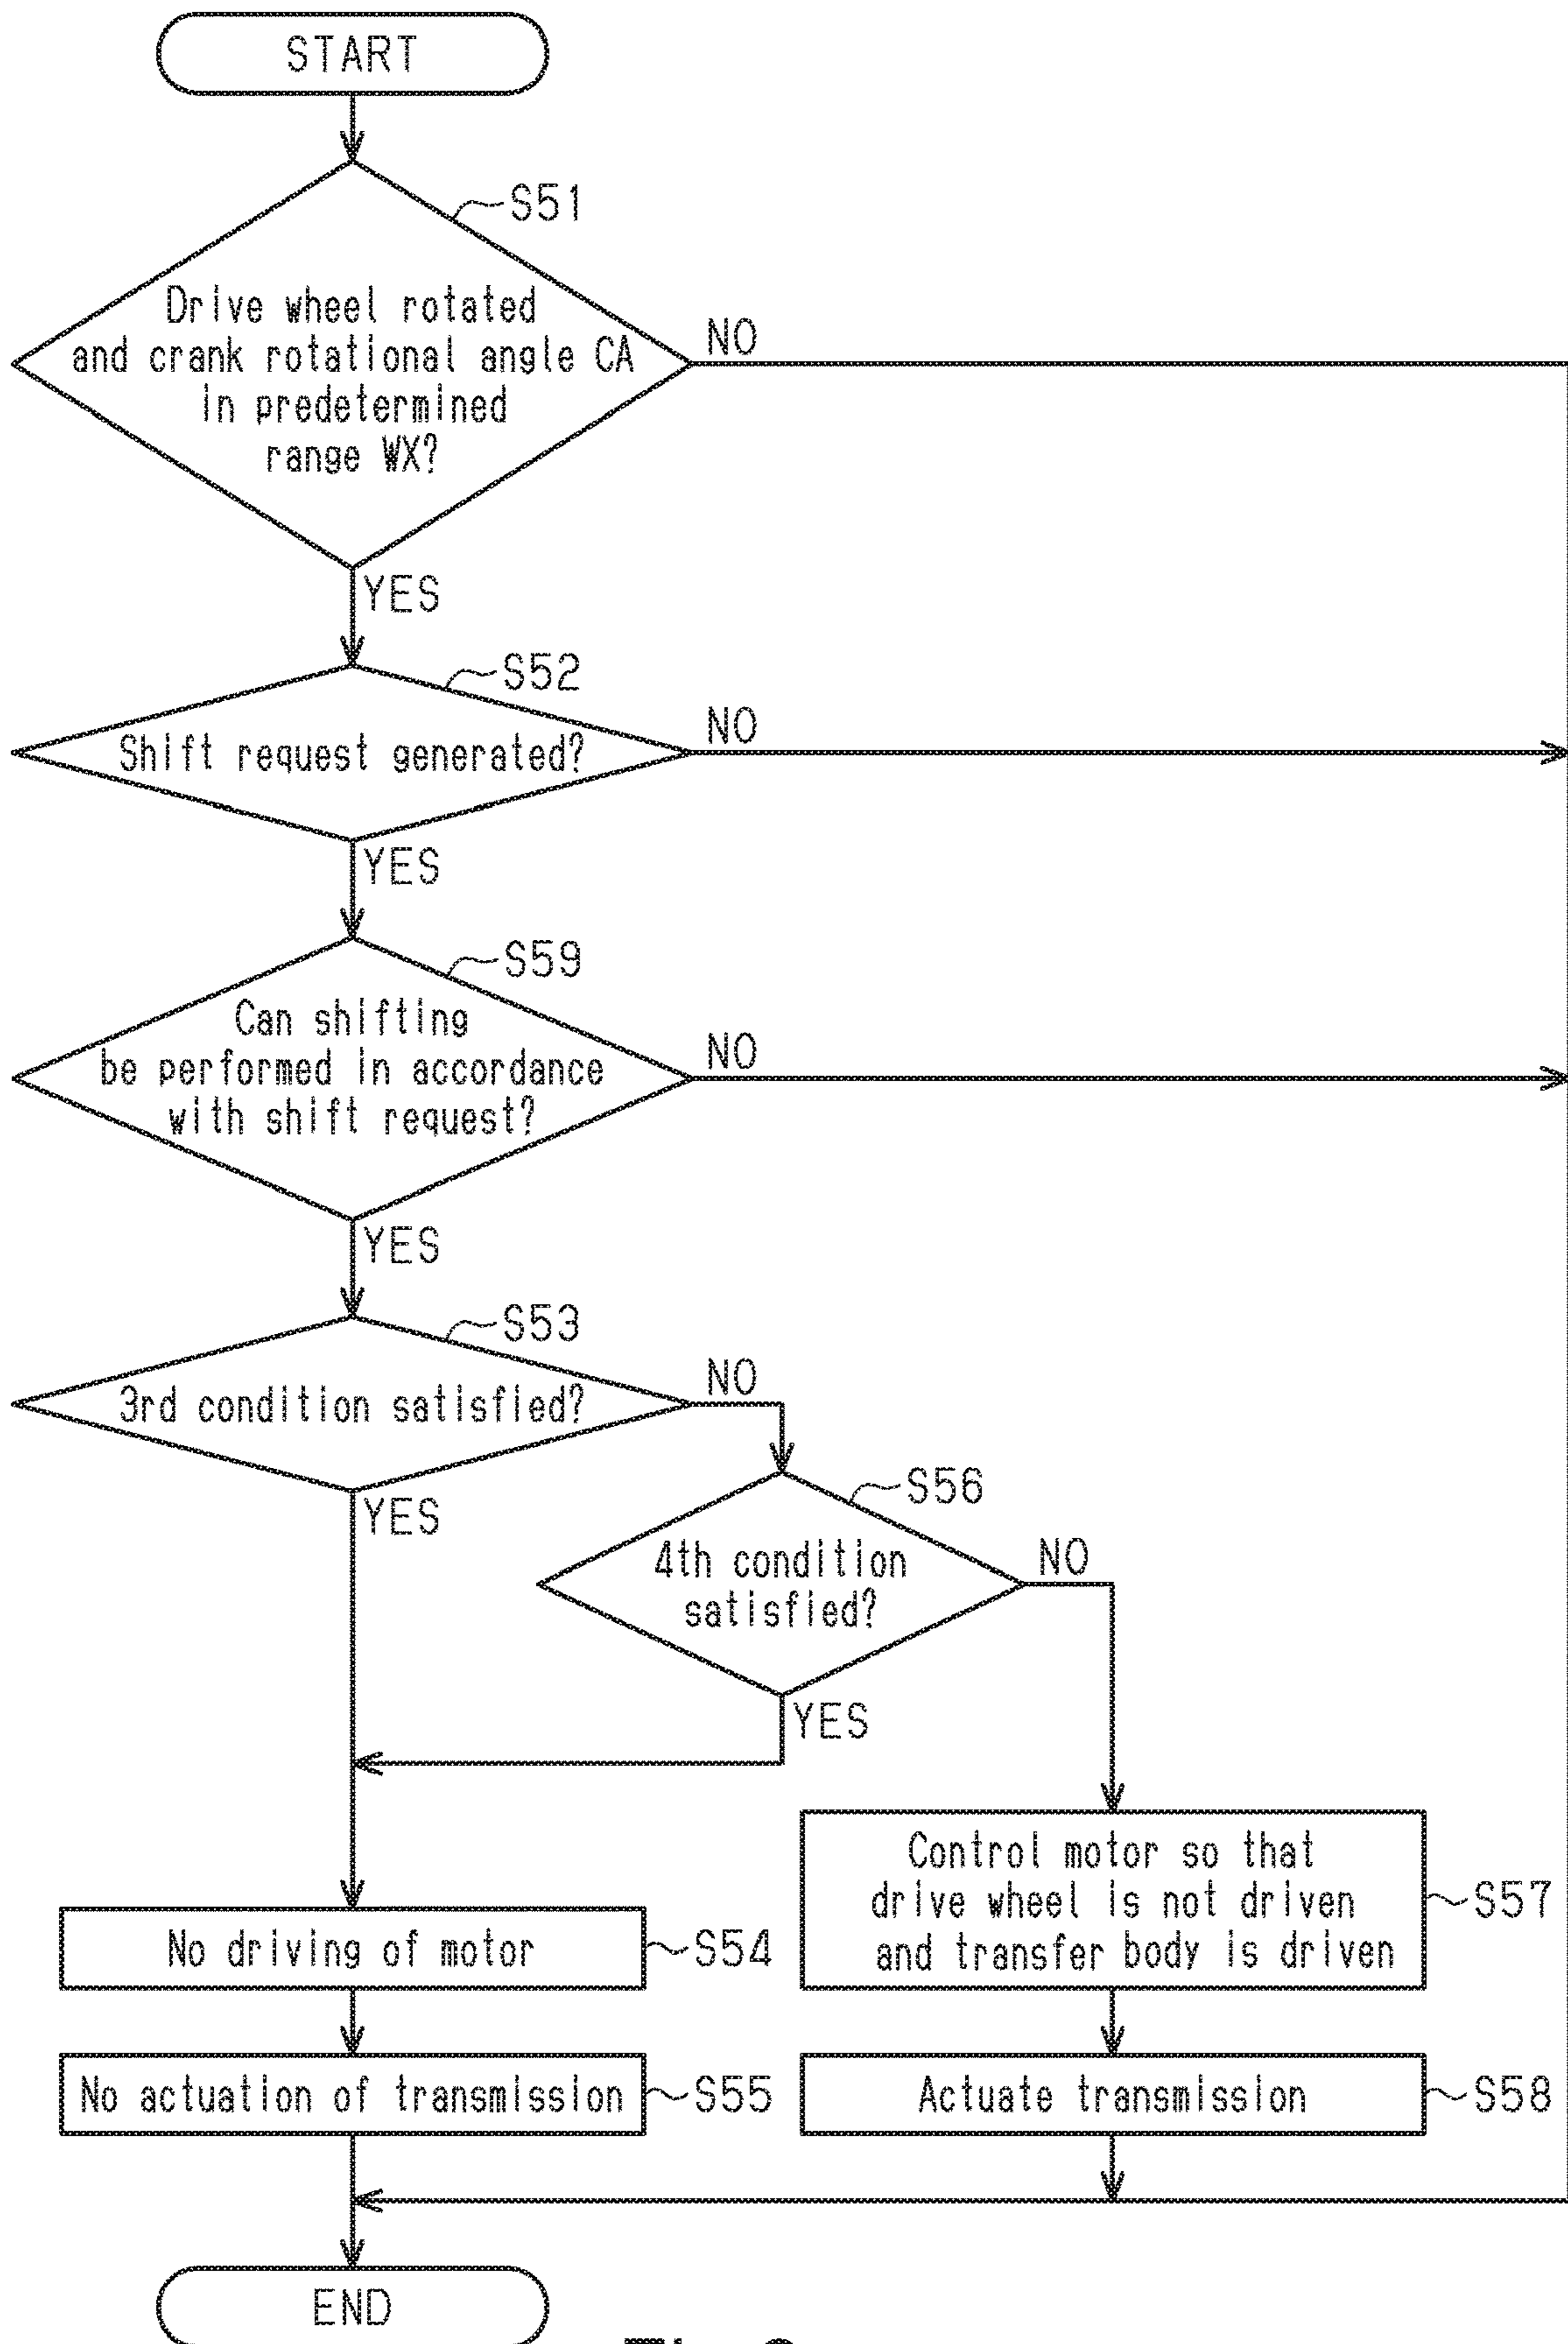 START
S51
Drive wheel rotated
and crank rotational angle CA
in predetermined
range WX?
NO
YES
S52
Shift request generated?
NO
YES
S59
Can shifting
be performed in accordance
with shift request?
NO
YES
S53
3rd condition satisfied?
NO
YES
S56
4th condition
satisfied?
NO
YES
Control motor so that
drive wheel is not driven
and transfer body is driven
S57
No driving of motor
S54
No actuation of transmission
S55
Actuate transmission
S58
END